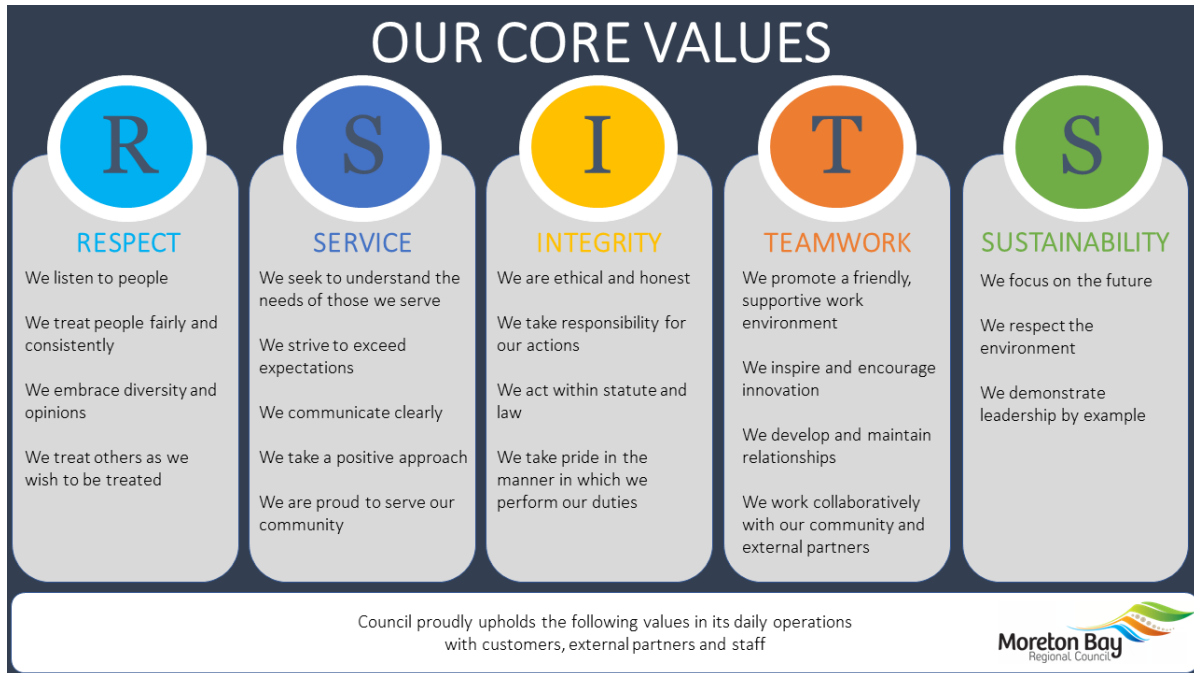 OUR CORE VALUES
R
RESPECT
We listen to people
We treat people fairly and
consistently
We embrace diversity and
opinions
We treat others as we
wish to be treated
S
SERVICE
We seek to understand the
needs of those we serve
We strive to exceed
expectations
We communicate clearly
We take a positive approach
We are proud to serve our
community
I
INTEGRITY
We are ethical and honest
We take responsibility for
our actions
We act within statute and
law
We take pride in the
manner in which we
perform our duties
T
TEAMWORK
We promote a friendly,
supportive work
environment
We inspire and encourage
innovation
We develop and maintain
relationships
We work collaboratively
with our community and
external partners
S
SUSTAINABILITY
We focus on the future
We respect the
environment
We demonstrate
leadership by example
Council proudly upholds the following values in its daily operations
with customers, external partners and staff
Moreton Bay
Regional Council